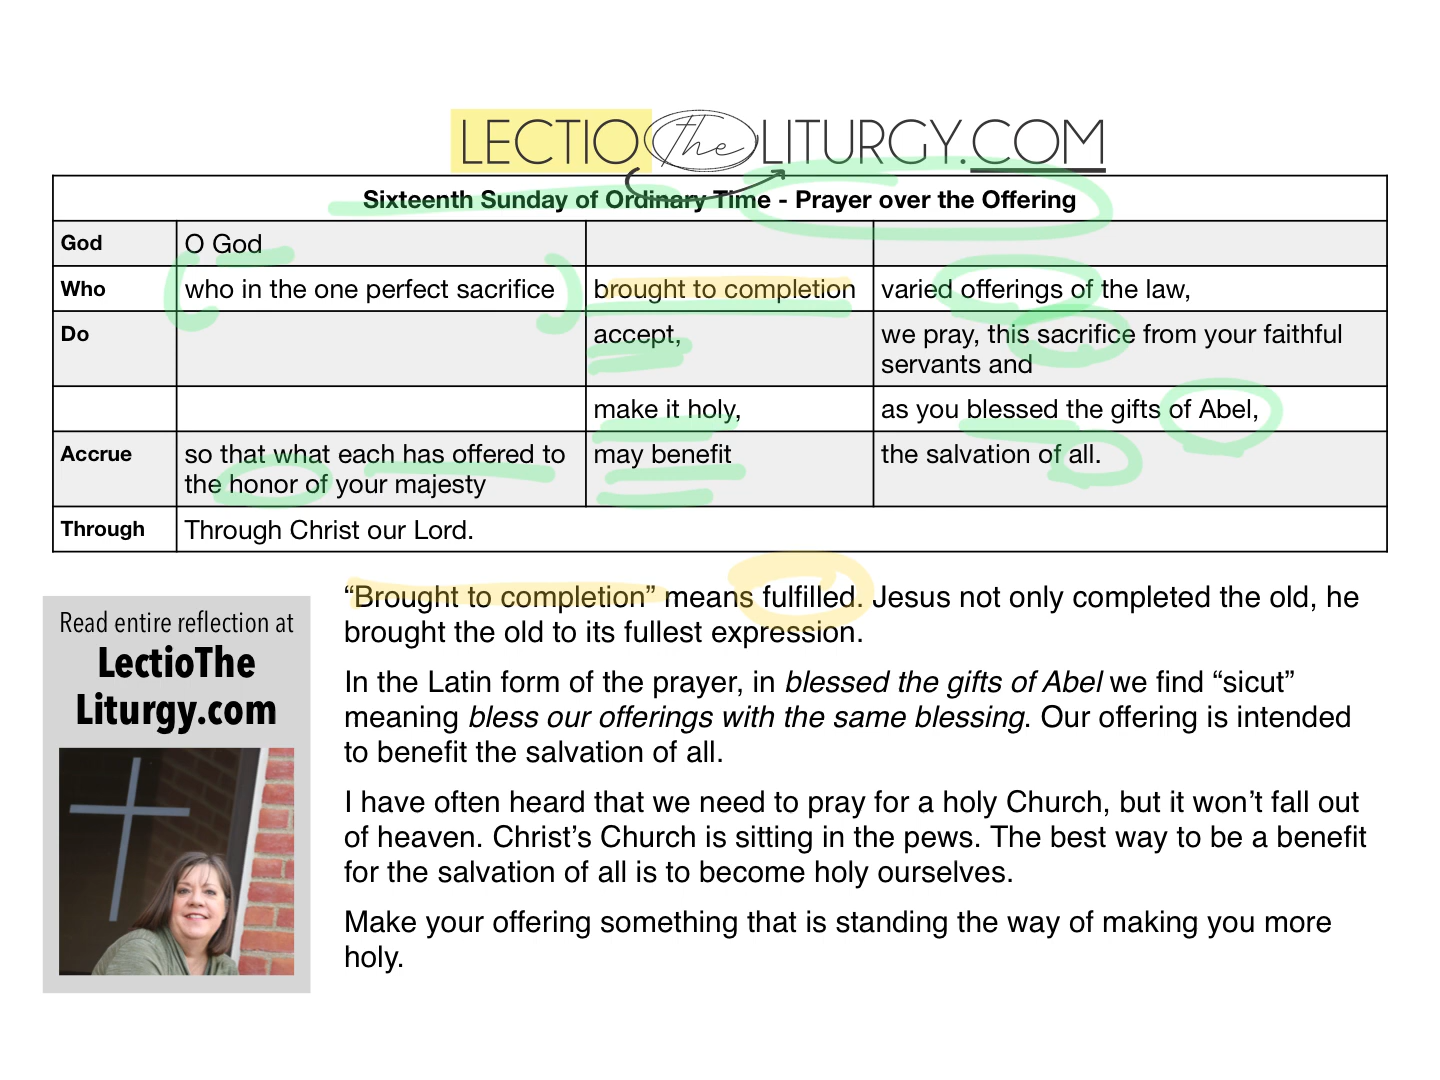 LECTIO the LITURGY.COM
Sixteenth Sunday of Ordinary Time - Prayer over the Offering
God O God
Who who in the one perfect sacrifice brought to completion varied offerings of the law,
Do accept, we pray, this sacrifice from your faithful
servants and
make it holy, as you blessed the gifts of Abel,
Accrue so that what each has offered to may benefit the salvation of all.
the honor of your majesty
Through Through Christ our Lord.
Read entire reflection at
LectioThe
Liturgy.com
“Brought to completion” means fulfilled. Jesus not only completed the old, he
brought the old to its fullest expression.
In the Latin form of the prayer, in blessed the gifts of Abel we find “sicut”
meaning bless our offerings with the same blessing. Our offering is intended
to benefit the salvation of all.
I have often heard that we need to pray for a holy Church, but it won’t fall out
of heaven. Christ’s Church is sitting in the pews. The best way to be a benefit
for the salvation of all is to become holy ourselves.
Make your offering something that is standing the way of making you more
holy.